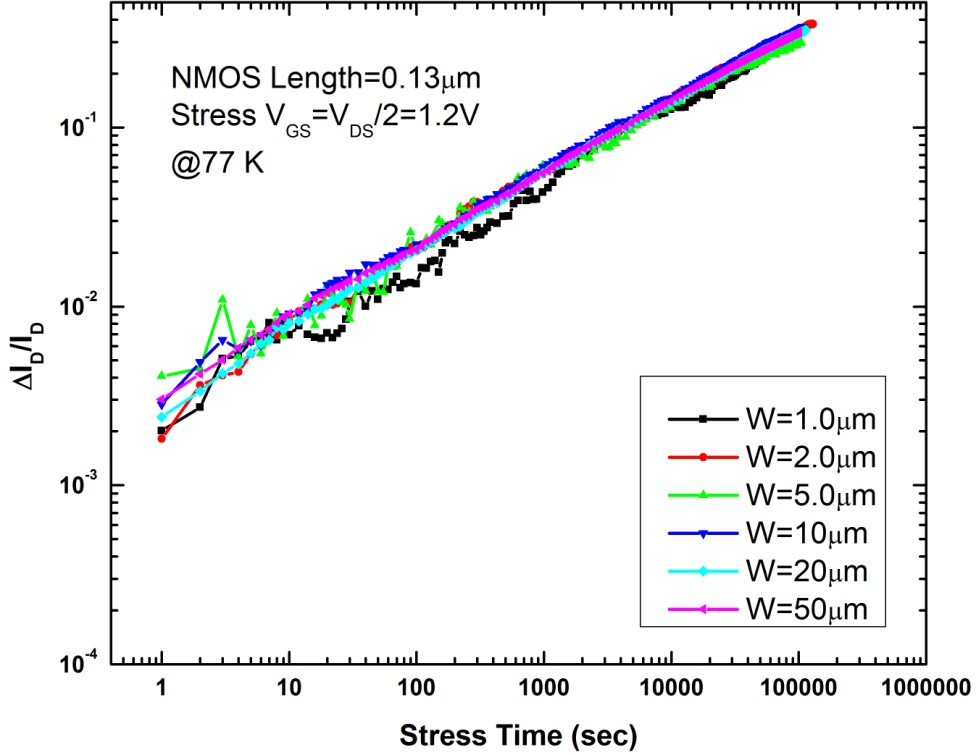 NMOS Length=0.13μm
Stress V_GS=V_DS/2=1.2V
@77 K
10^-1
10^-2
10^-3
10^-4
ΔI_D/I_D
W=1.0μm
W=2.0μm
W=5.0μm
W=10μm
W=20μm
W=50μm
1 10 100 1000 10000 100000 1000000
Stress Time (sec)